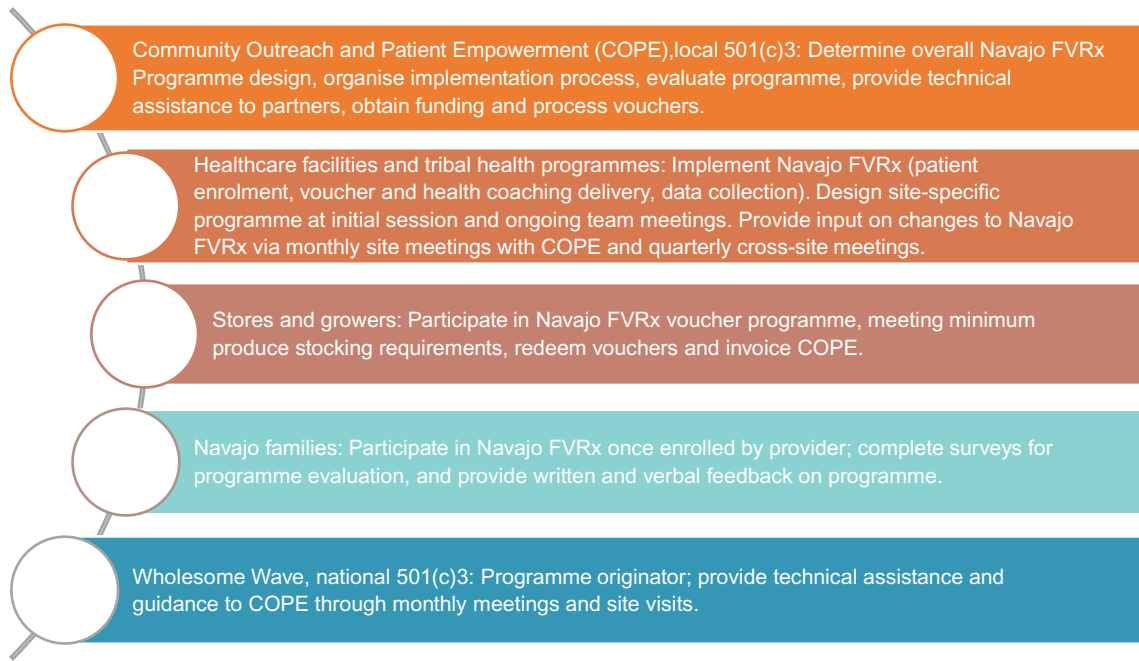 Community Outreach and Patient Empowerment (COPE),local 501(c)3: Determine overall Navajo FVRx
Programme design, organise implementation process, evaluate programme, provide technical
assistance to partners, obtain funding and process vouchers.
Healthcare facilities and tribal health programmes: Implement Navajo FVRx (patient
enrolment, voucher and health coaching delivery, data collection). Design site-specific
programme at initial session and ongoing team meetings. Provide input on changes to Navajo
FVRx via monthly site meetings with COPE and quarterly cross-site meetings.
Stores and growers: Participate in Navajo FVRx voucher programme, meeting minimum
produce stocking requirements, redeem vouchers and invoice COPE.
Navajo families: Participate in Navajo FVRx once enrolled by provider; complete surveys for
programme evaluation, and provide written and verbal feedback on programme.
Wholesome Wave, national 501(c)3: Programme originator; provide technical assistance and
guidance to COPE through monthly meetings and site visits.